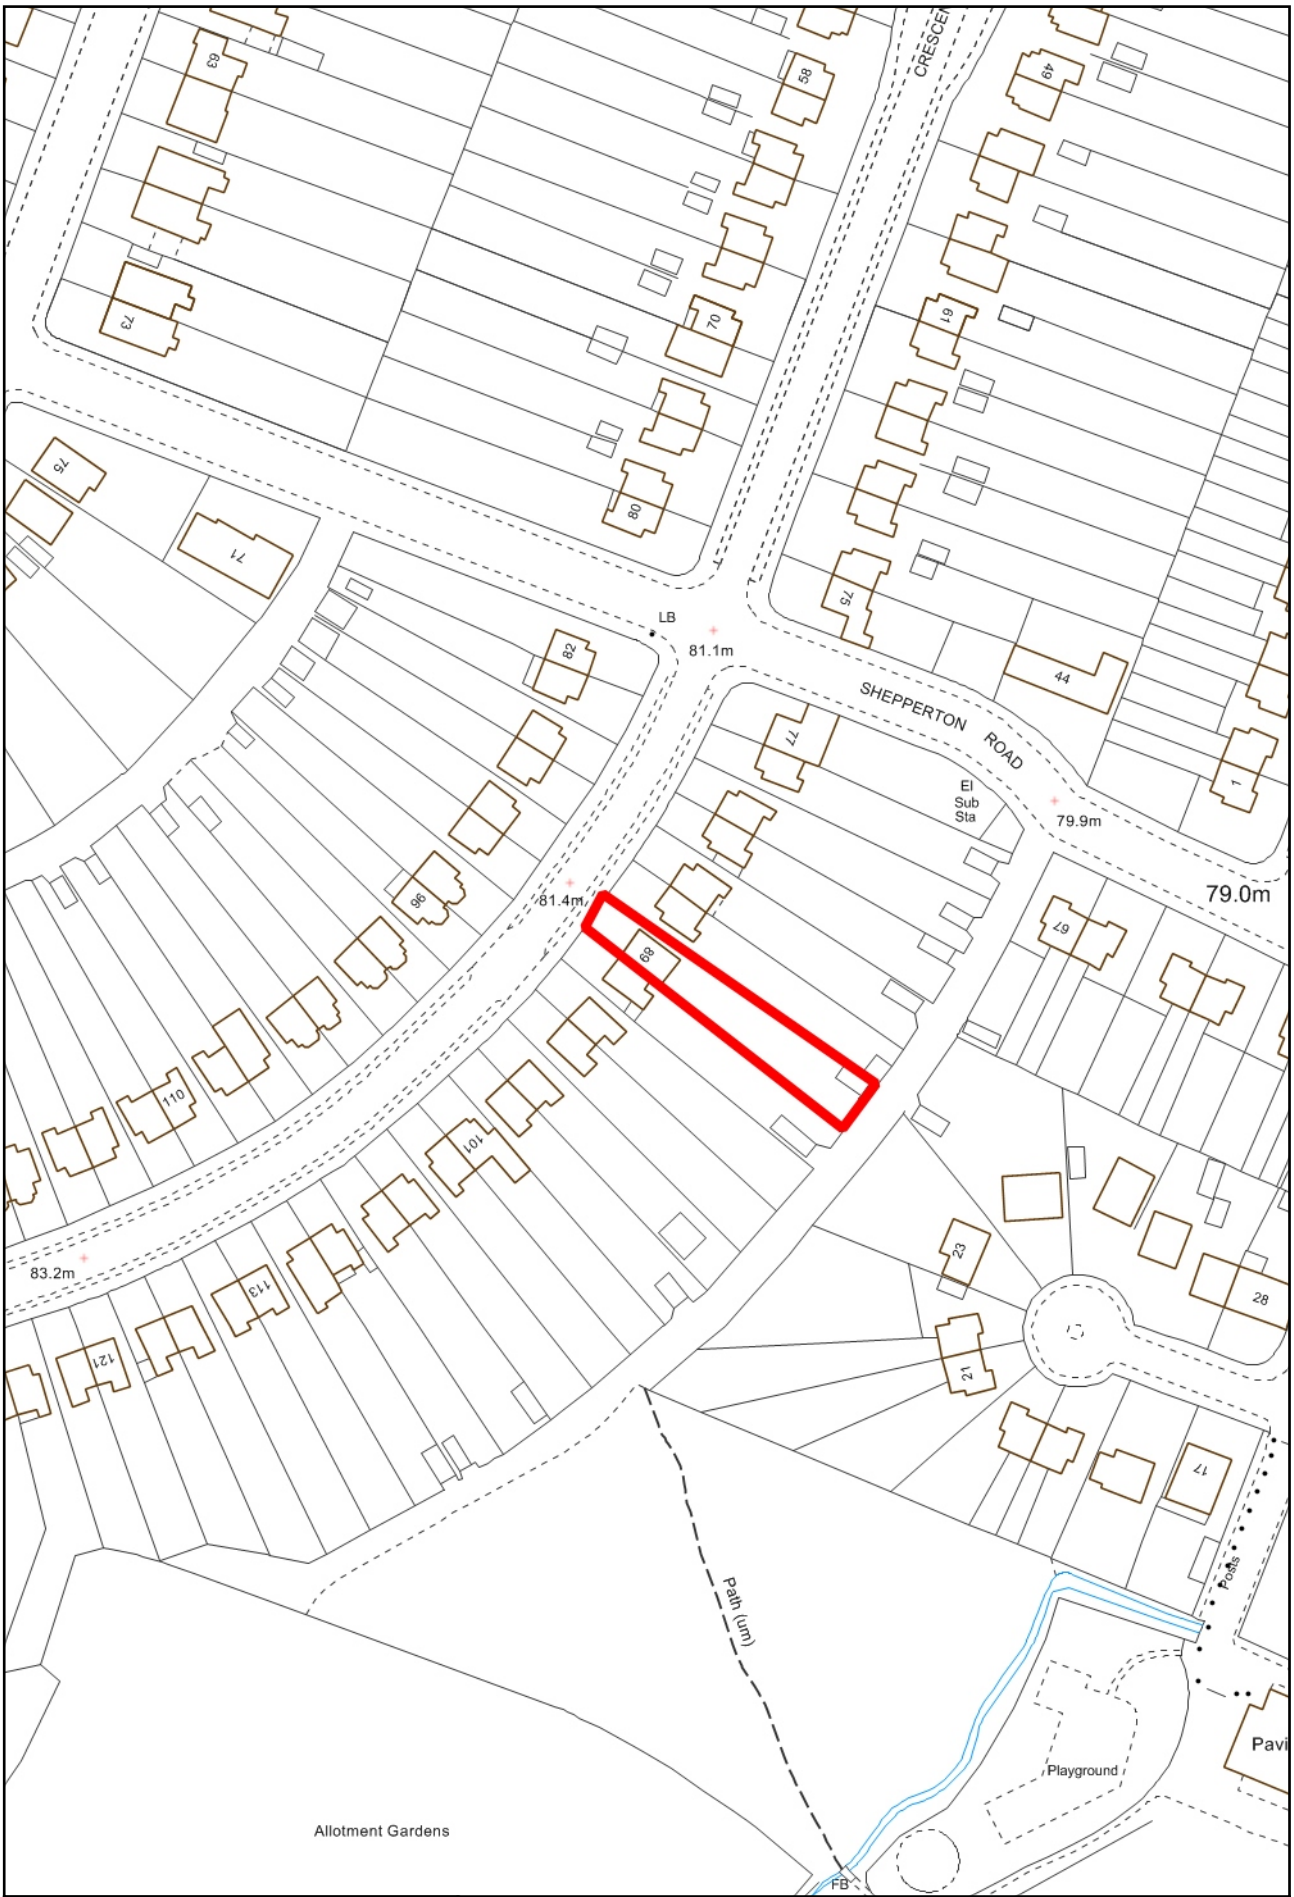 CRESCEN
63
58
49
73
70
61
75
71
80
75
LB
81.1m
82
44
SHEPPERTON
ROAD
77
El
Sub
Sta
1
79.9m
79.0m
96
81.4m
67
89
110
101
23
28
83.2m
113
121
21
17
Posts
Path (um)
Playground
Pavi
Allotment Gardens
FB